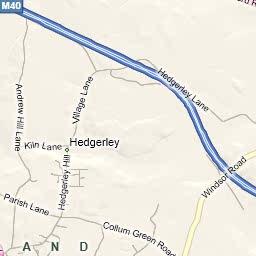 M40
Village Lane
Hedgerley Lane
Andrew Hill Lane
Kiln Lane
Hedgerley
Hedgerley Hill
Windsor Road
Parish Lane
Collum Green Road
A N D